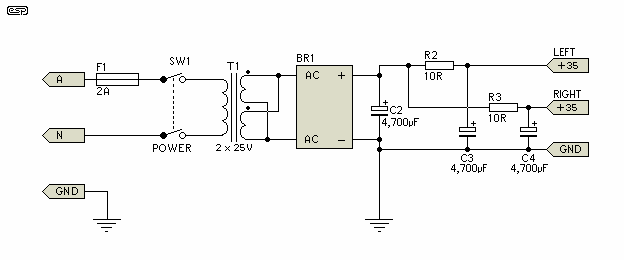 esp
F1
2A
A
N
GND
SW1
POWER
T1
2 x 25V
BR1
AC +
AC −
C2
4,700µF
R2
10R
R3
10R
C3
4,700µF
C4
4,700µF
LEFT
+35
RIGHT
+35
GND